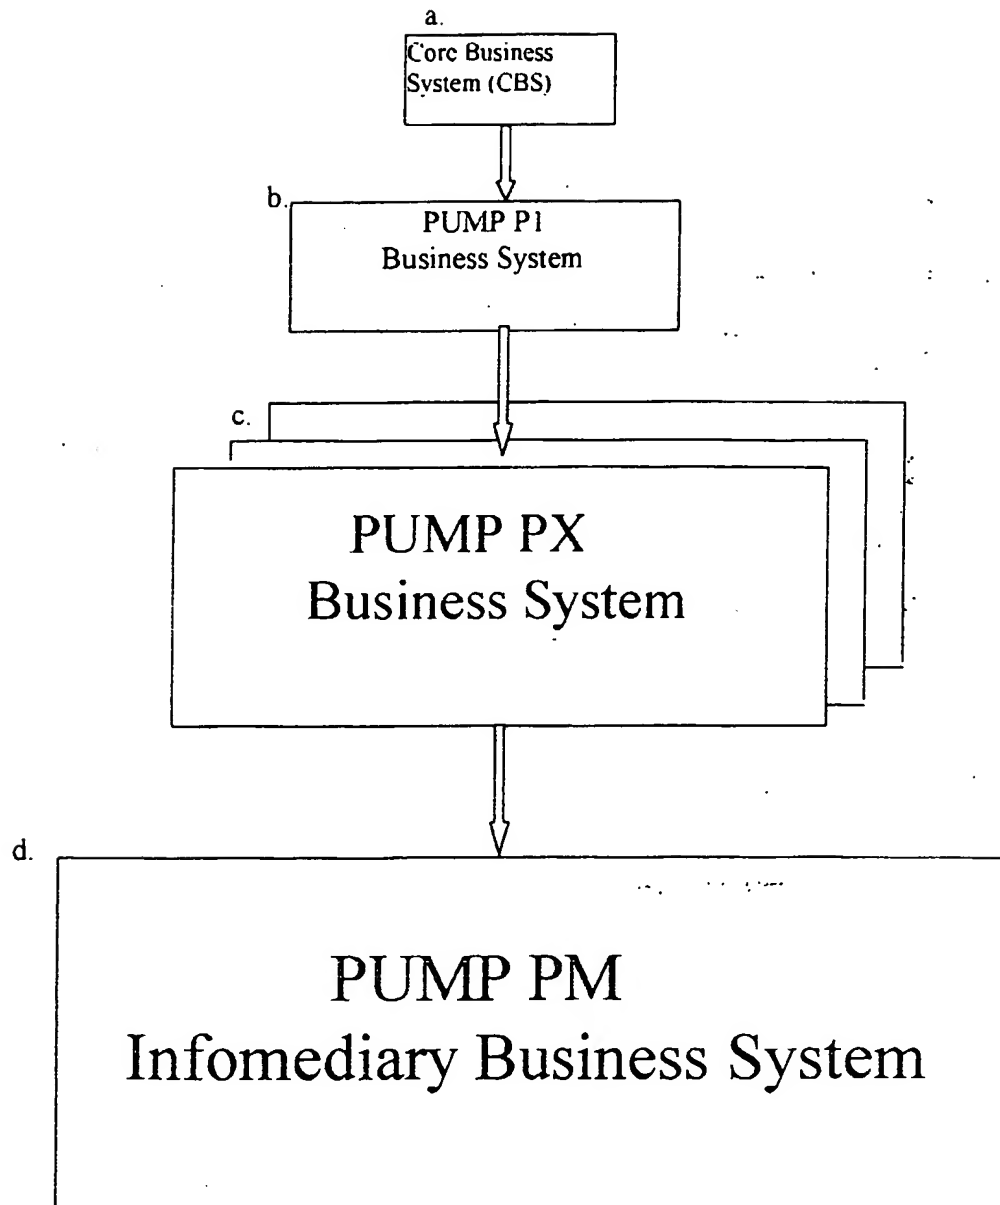 a.
Core Business
System (CBS)
b.
PUMP P1
Business System
c.
PUMP PX
Business System
d.
PUMP PM
Infomediary Business System